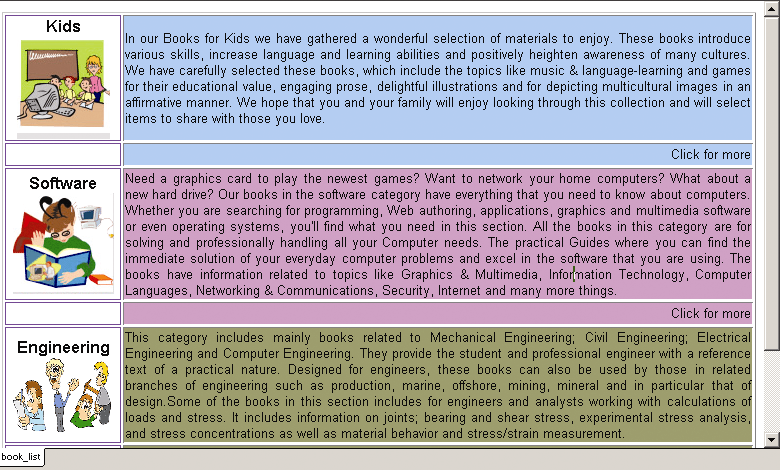 Kids
In our Books for Kids we have gathered a wonderful selection of materials to enjoy. These books introduce
various skills, increase language and learning abilities and positively heighten awareness of many cultures.
We have carefully selected these books, which include the topics like music & language-learning and games
for their educational value, engaging prose, delightful illustrations and for depicting multicultural images in an
affirmative manner. We hope that you and your family will enjoy looking through this collection and will select
items to share with those you love.
Click for more
Software
Need a graphics card to play the newest games? Want to network your home computers? What about a
new hard drive? Our books in the software category have everything that you need to know about computers.
Whether you are searching for programming, Web authoring, applications, graphics and multimedia software
or even operating systems, you'll find what you need in this section. All the books in this category are for
solving and professionally handling all your Computer needs. The practical Guides where you can find the
immediate solution of your everyday computer problems and excel in the software that you are using. The
books have information related to topics like Graphics & Multimedia, Information Technology, Computer
Languages, Networking & Communications, Security, Internet and many more things.
Click for more
Engineering
This category includes mainly books related to Mechanical Engineering; Civil Engineering; Electrical
Engineering and Computer Engineering. They provide the student and professional engineer with a reference
text of a practical nature. Designed for engineers, these books can also be used by those in related
branches of engineering such as production, marine, offshore, mining, mineral and in particular that of
design.Some of the books in this section includes for engineers and analysts working with calculations of
loads and stress. It includes information on joints; bearing and shear stress, experimental stress analysis,
and stress concentrations as well as material behavior and stress/strain measurement.
book_list